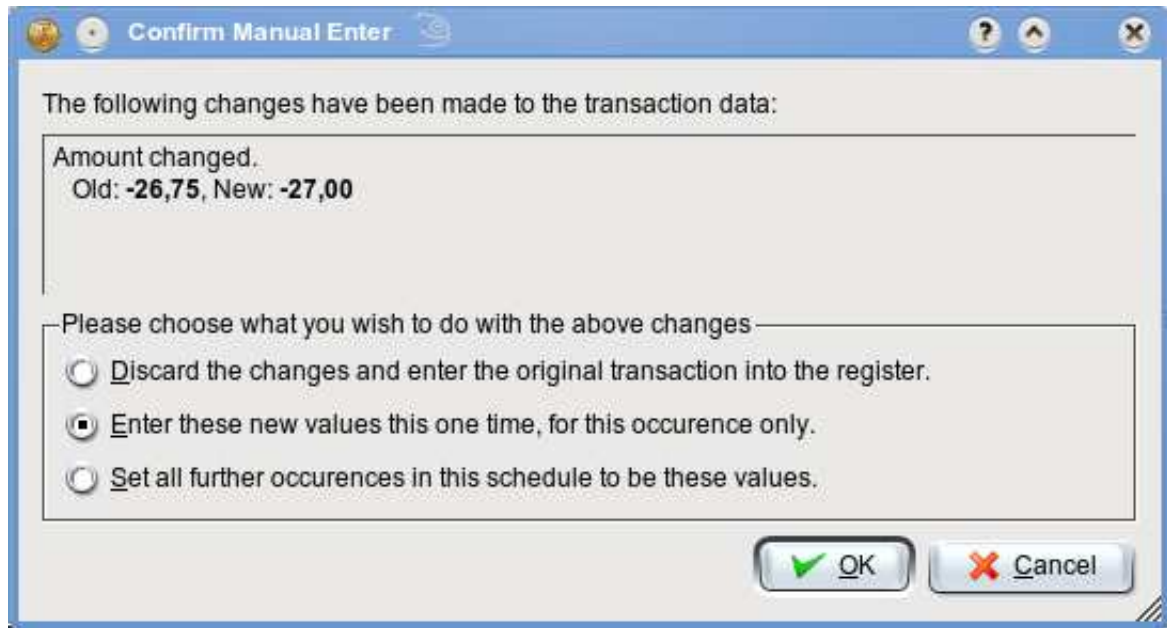 Confirm Manual Enter
The following changes have been made to the transaction data:
Amount changed.
Old: -26,75, New: -27,00
Please choose what you wish to do with the above changes
Discard the changes and enter the original transaction into the register.
Enter these new values this one time, for this occurence only.
Set all further occurences in this schedule to be these values.
OK
Cancel